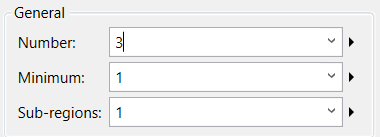 General
Number: 3
Minimum: 1
Sub-regions: 1